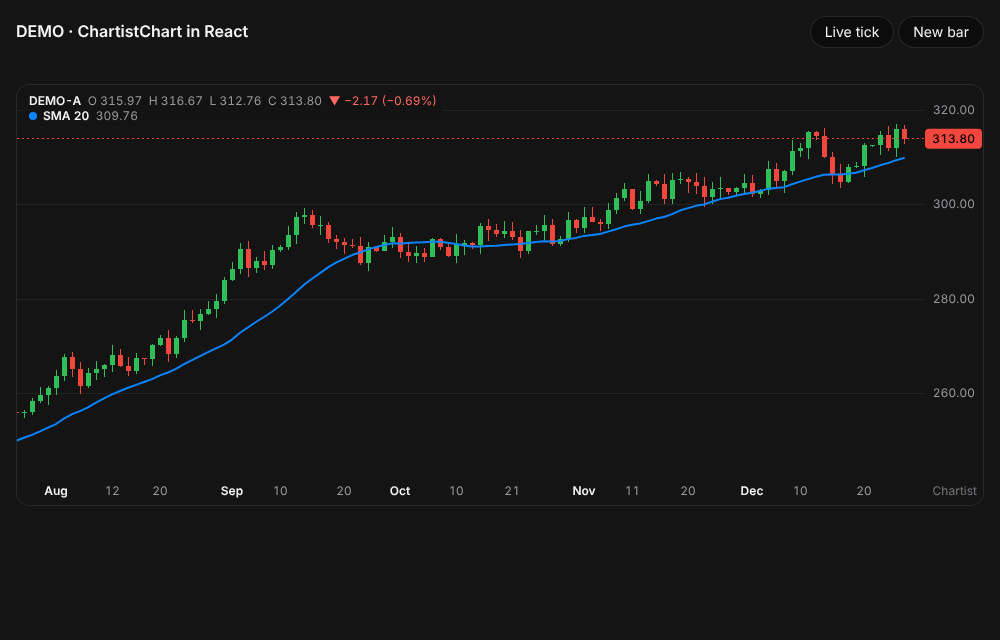 DEMO · ChartistChart in React
Live tick
New bar
DEMO-A O 315.97 H 316.67 L 312.76 C 313.80 ▼ −2.17 (−0.69%)
SMA 20 309.76
320.00
313.80
300.00
280.00
260.00
Aug 12 20 Sep 10 20 Oct 10 21 Nov 11 20 Dec 10 20 Chartist